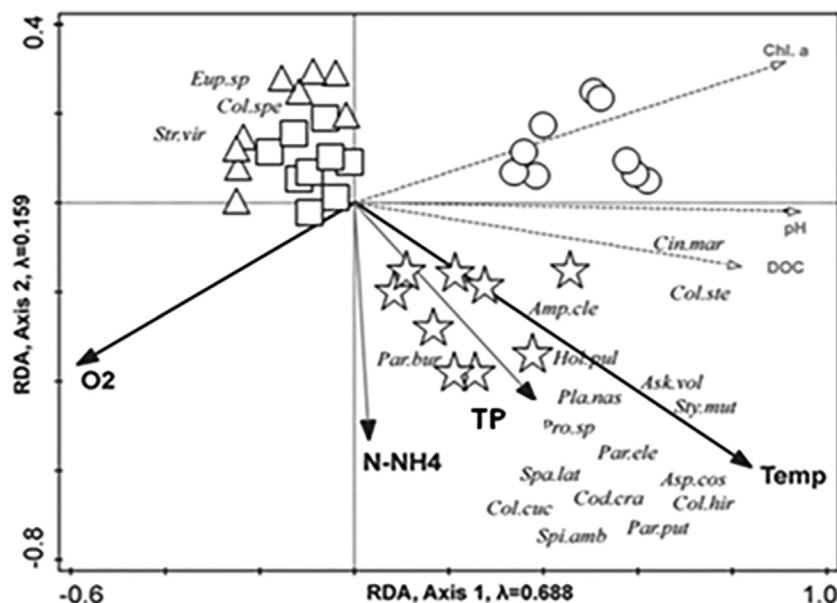 0.4
Chl. a
Eup.sp
Col.spe
Str.vir
RDA, Axis 2, λ=0.159
pH
Cin.mar
DOC
Col.ste
Amp.cle
Par.bur
Hol.pul
O2
Ask.vol
Pla.nas
Sty.mut
TP
Pro.sp
Par.ele
N-NH4
Temp
Spa.lat
Asp.cos
Cod.cra
Col.hir
Col.cuc
Par.put
Spi.amb
-0.8
-0.6
RDA, Axis 1, λ=0.688
1.0